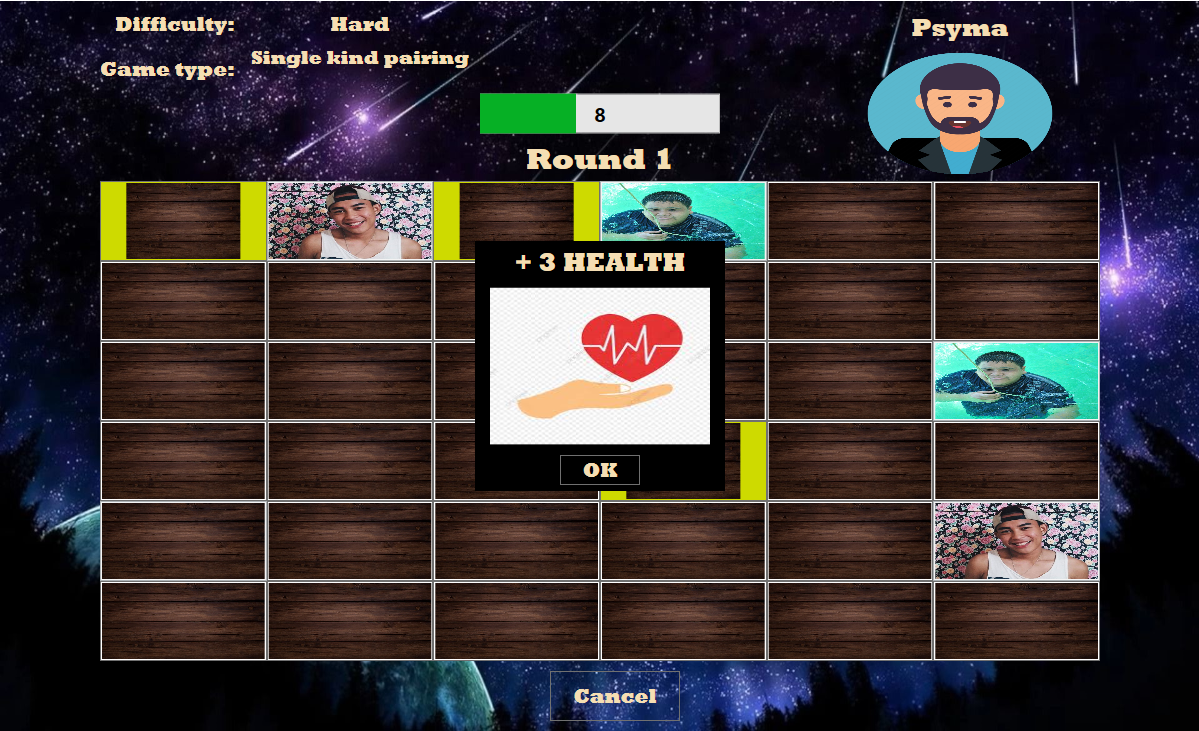 Difficulty:
Hard
Game type:
Single kind pairing
Psyma
8
Round 1
+ 3 HEALTH
OK
Cancel